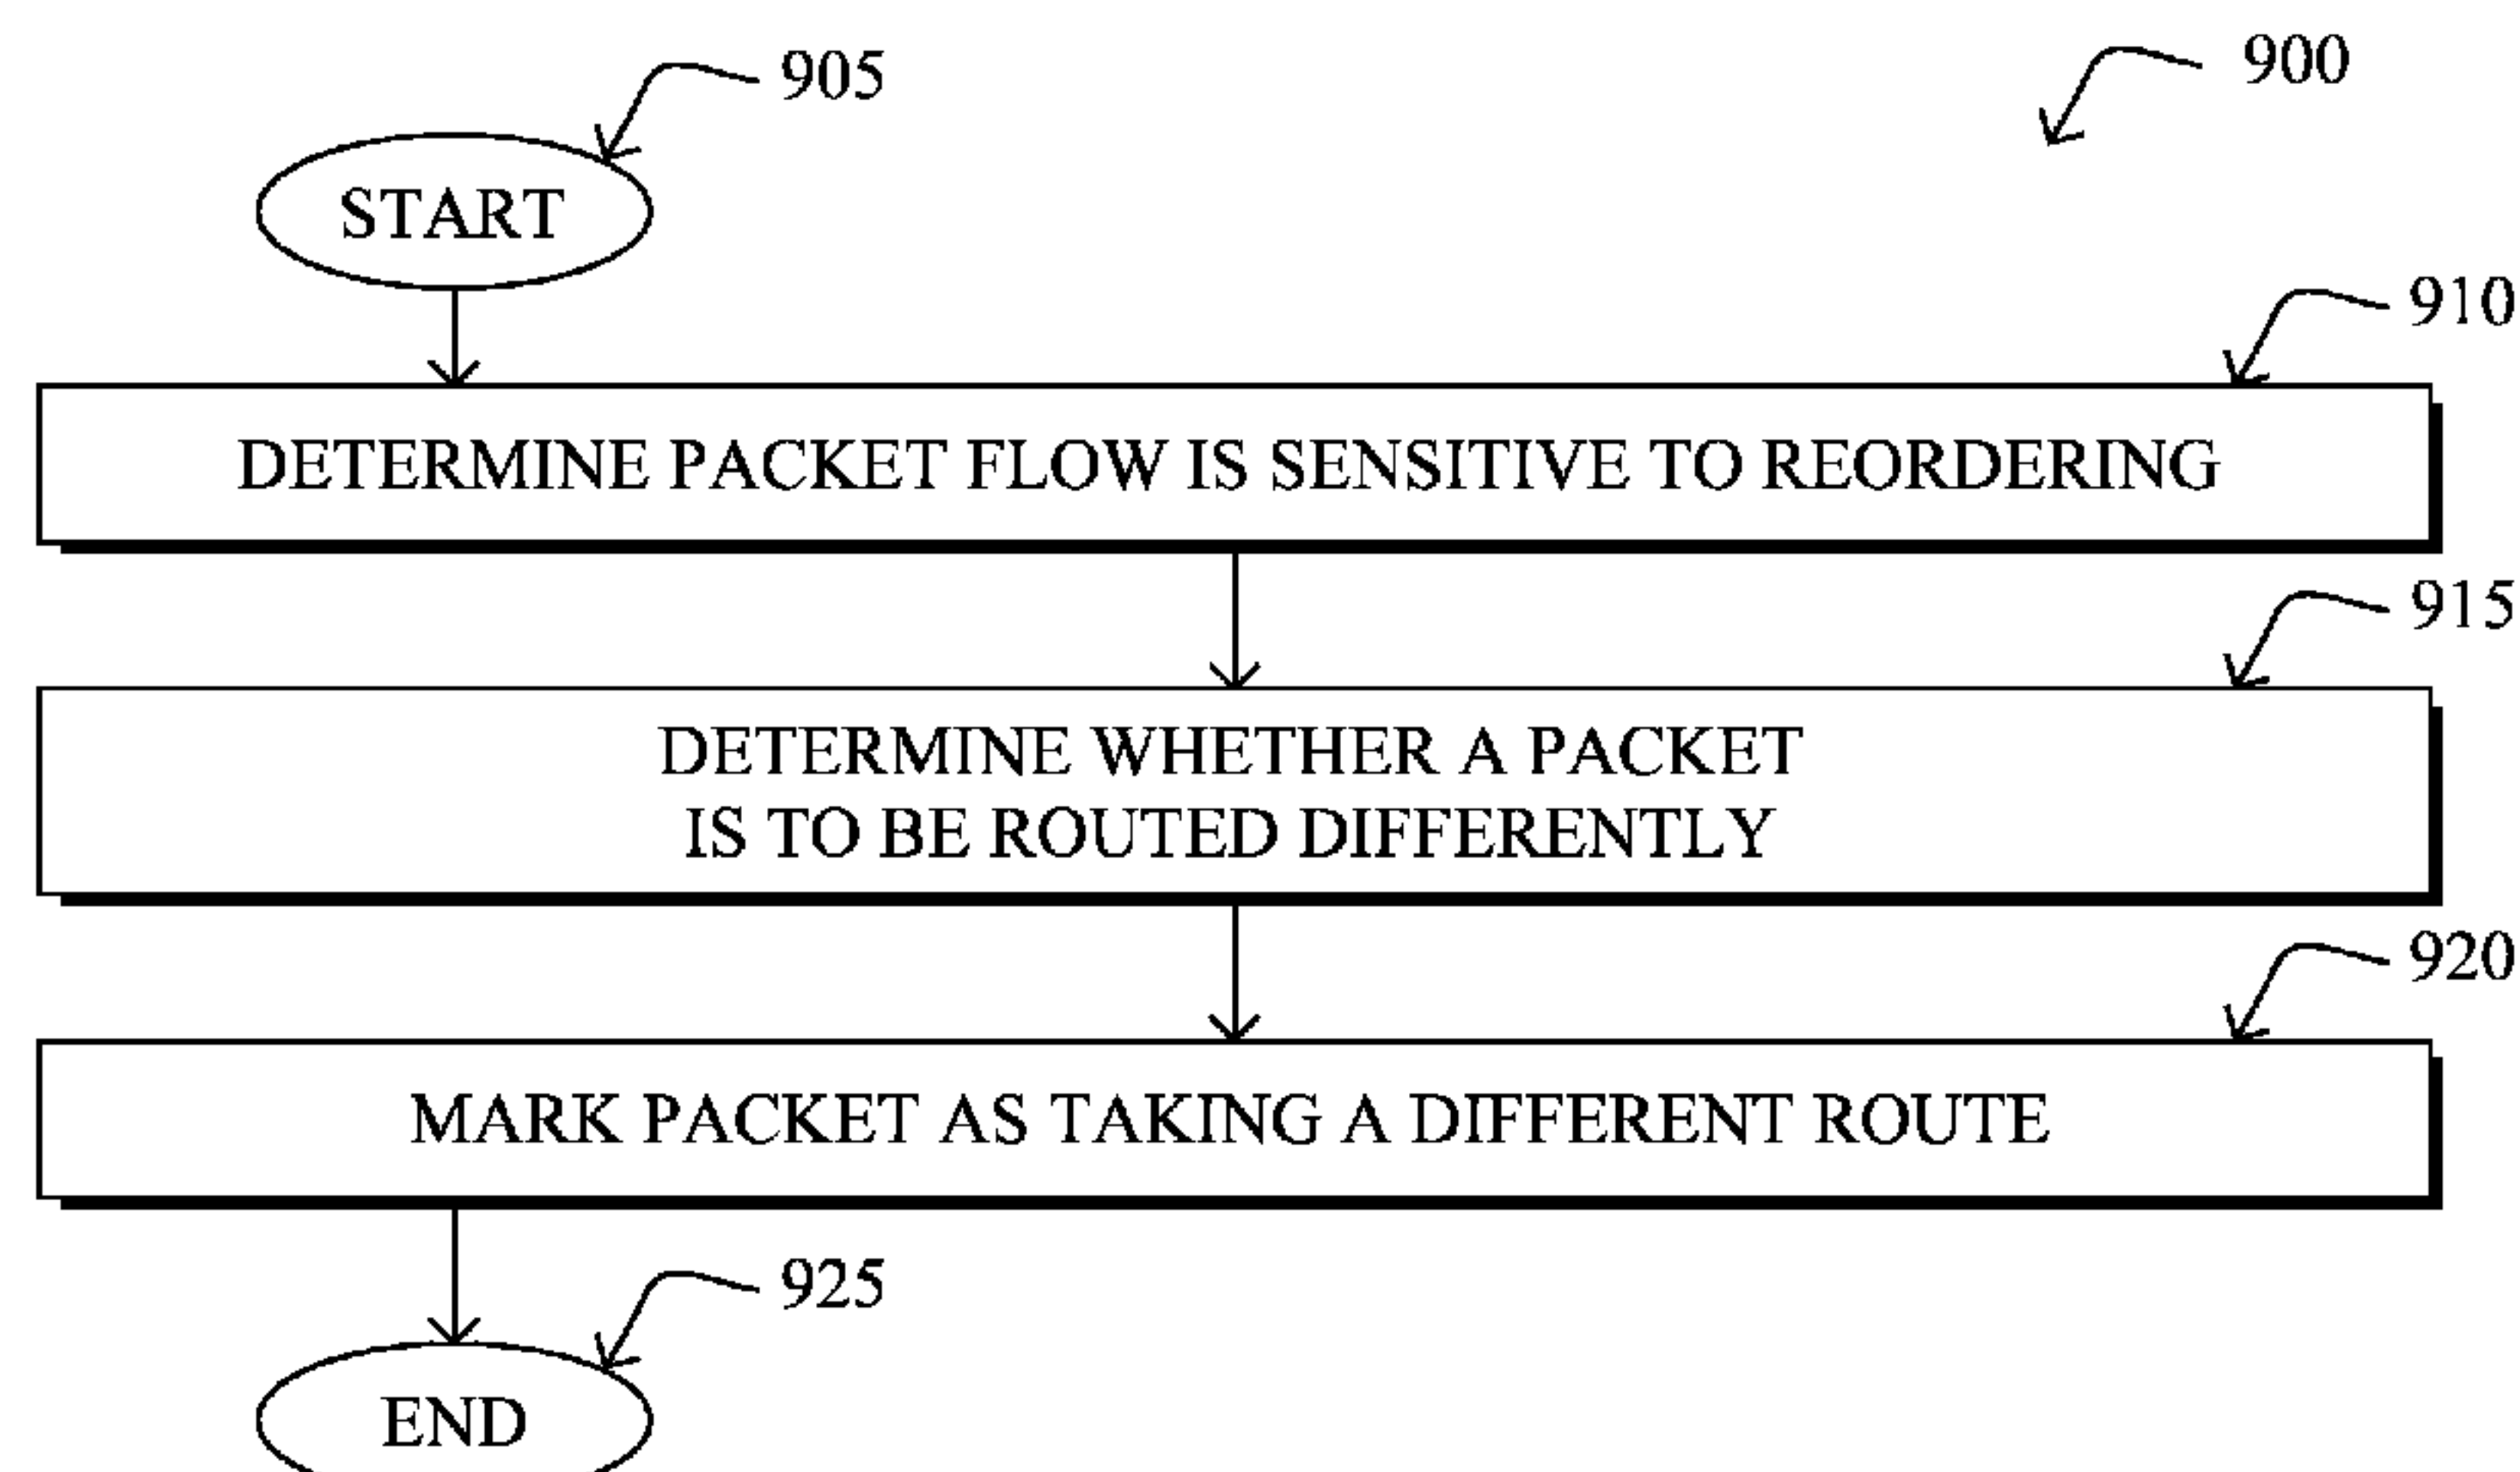 905
900
START
910
DETERMINE PACKET FLOW IS SENSITIVE TO REORDERING
915
DETERMINE WHETHER A PACKET
IS TO BE ROUTED DIFFERENTLY
920
MARK PACKET AS TAKING A DIFFERENT ROUTE
925
END